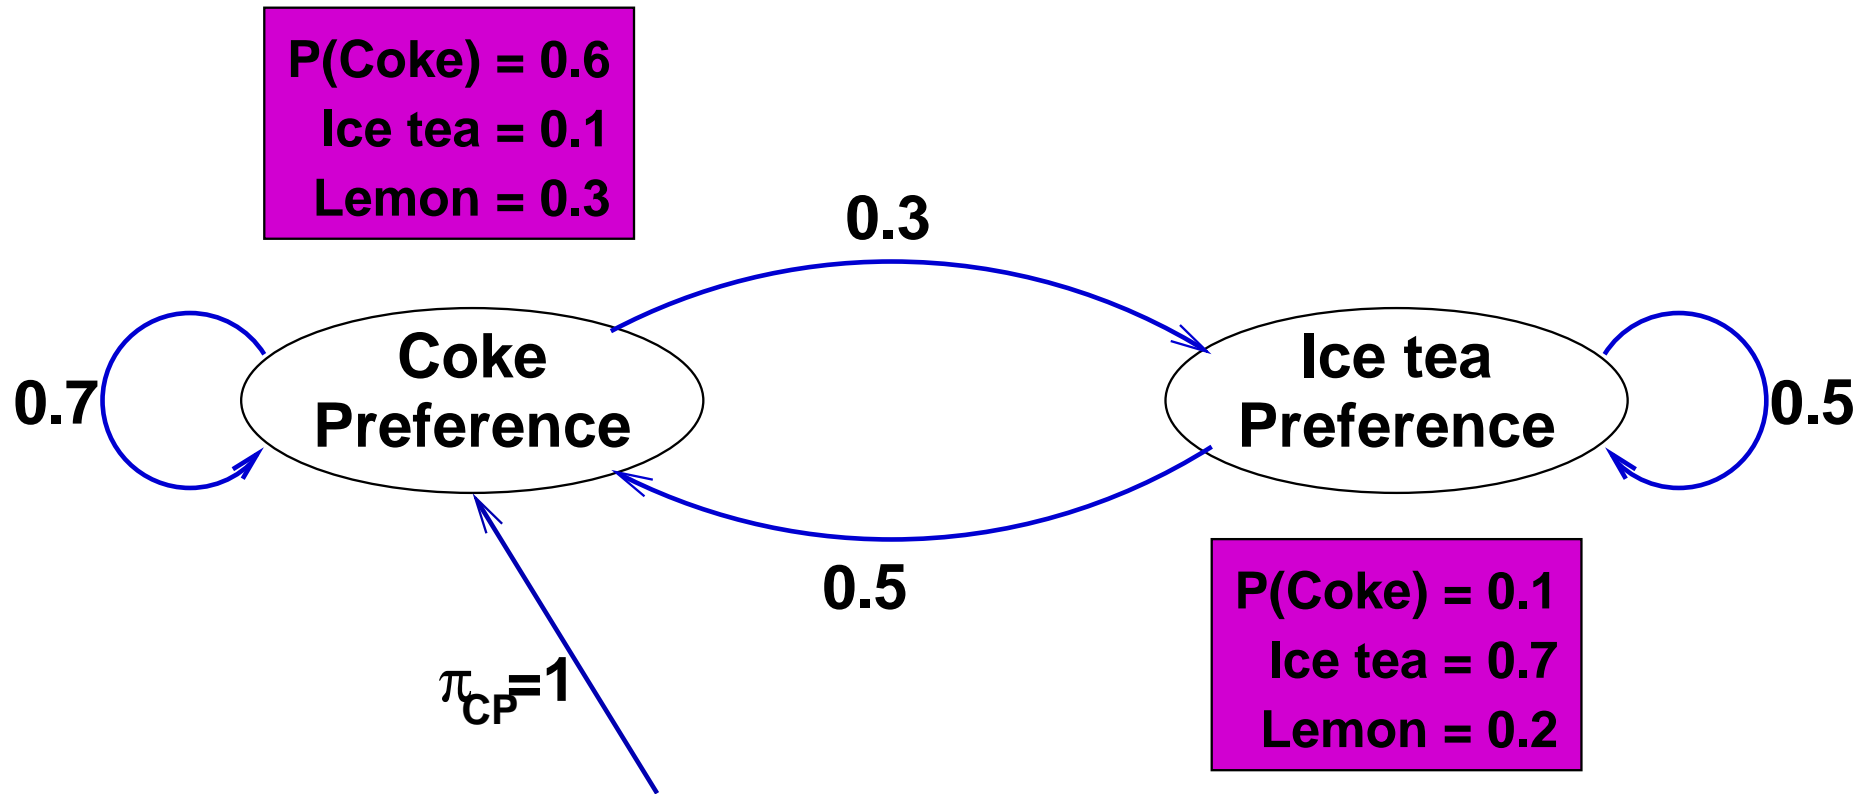 P(Coke) = 0.6
Ice tea = 0.1
Lemon = 0.3
0.3
Coke
Preference
Ice tea
Preference
0.7
0.5
0.5
P(Coke) = 0.1
Ice tea = 0.7
Lemon = 0.2
πCP=1